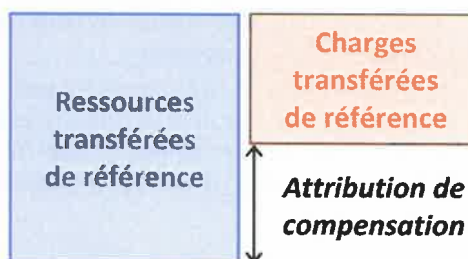 Ressources
transférées
de référence
Charges
transférées
de référence
Attribution de
compensation